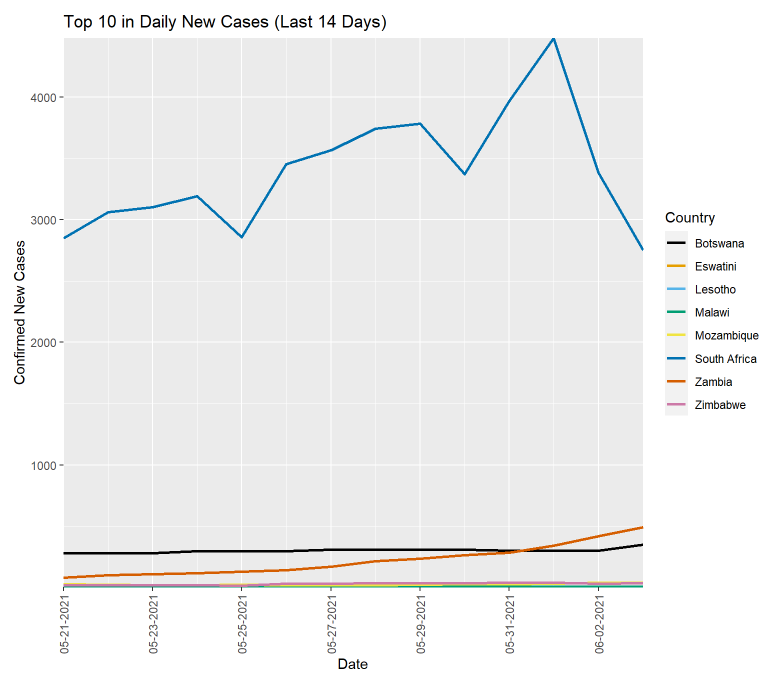 Top 10 in Daily New Cases (Last 14 Days)
Confirmed New Cases
4000
3000
2000
1000
05-21-2021
05-23-2021
05-25-2021
05-27-2021
05-29-2021
05-31-2021
06-02-2021
Date
Country
Botswana
Eswatini
Lesotho
Malawi
Mozambique
South Africa
Zambia
Zimbabwe